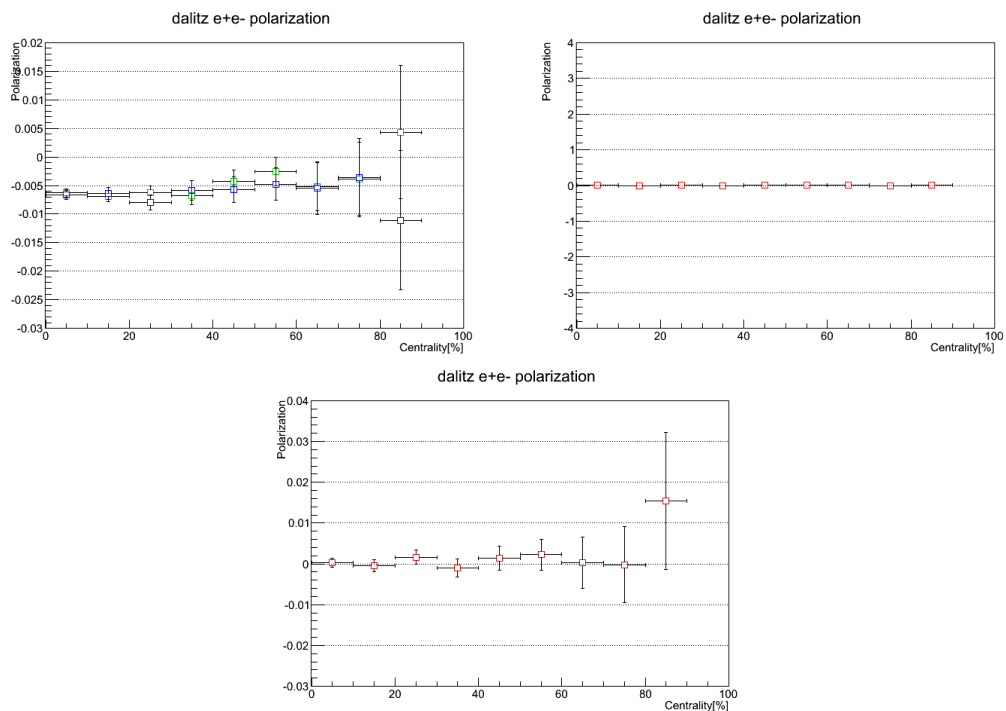 dalitz e+e- polarization
Polarization
0.02
0.015
0.01
0.005
0
-0.005
-0.01
-0.015
-0.02
-0.025
-0.03
0 20 40 60 80 100
Centrality[%]
dalitz e+e- polarization
Polarization
4
3
2
1
0
-1
-2
-3
-4
0 20 40 60 80 100
Centrality[%]
dalitz e+e- polarization
Polarization
0.04
0.03
0.02
0.01
0
-0.01
-0.02
-0.03
0 20 40 60 80 100
Centrality[%]